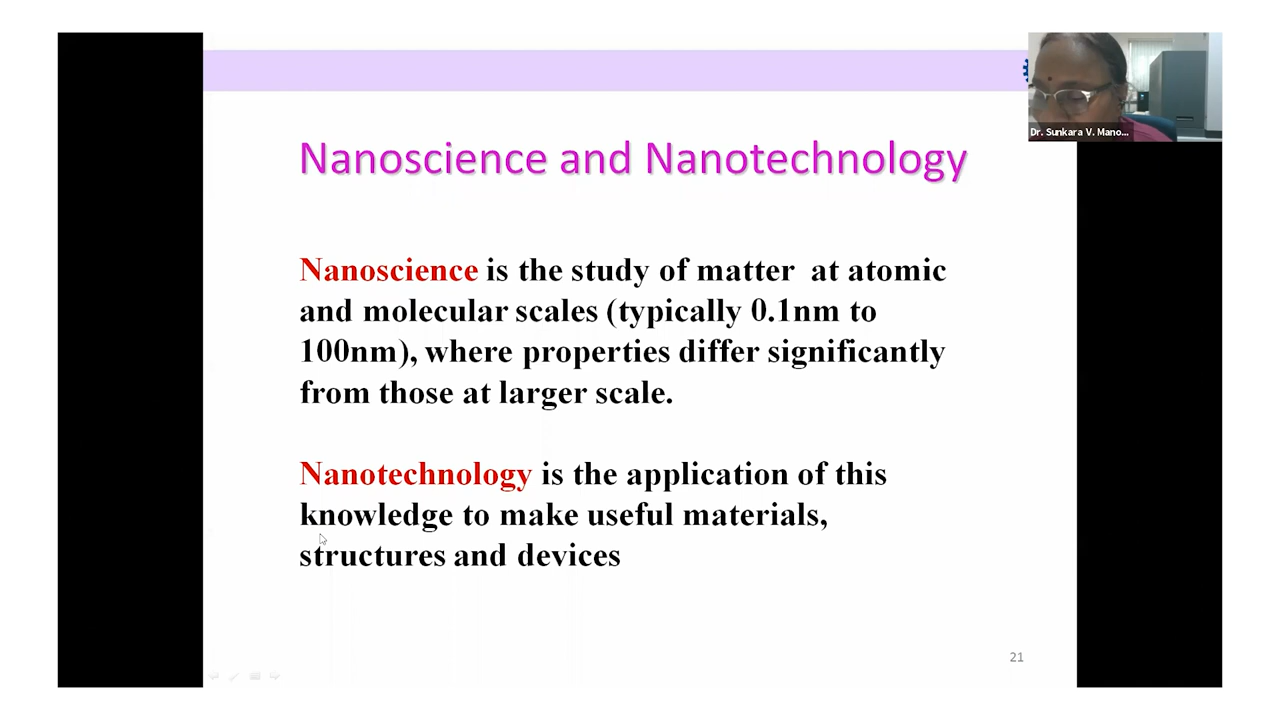 Dr. Sunkara V. Mano...
Nanoscience and Nanotechnology
Nanoscience is the study of matter at atomic
and molecular scales (typically 0.1nm to
100nm), where properties differ significantly
from those at larger scale.
Nanotechnology is the application of this
knowledge to make useful materials,
structures and devices
21